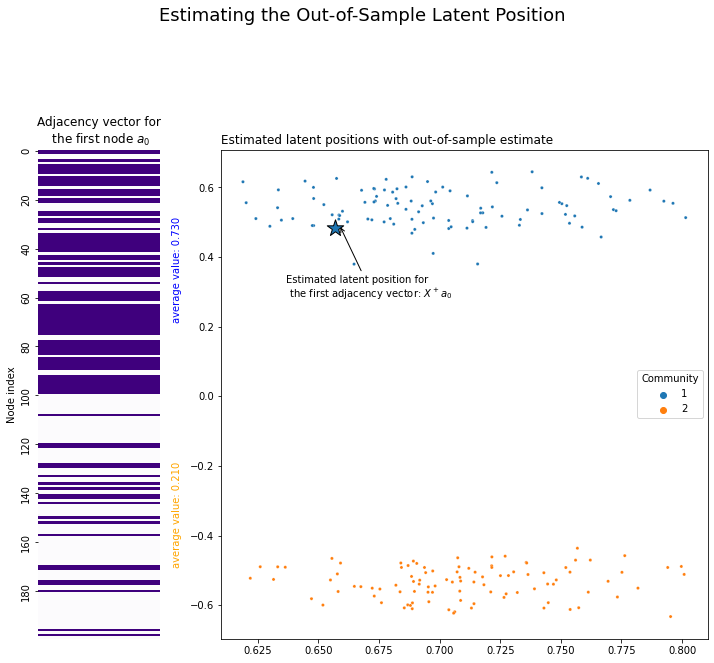 Estimating the Out-of-Sample Latent Position
Adjacency vector for
the first node a₀
Node index
0
20
40
60
80
100
120
140
160
180
average value: 0.730
average value: 0.210
Estimated latent positions with out-of-sample estimate
0.6
0.4
0.2
0.0
−0.2
−0.4
−0.6
Estimated latent position for
the first adjacency vector: X⁺a₀
Community
1
2
0.625
0.650
0.675
0.700
0.725
0.750
0.775
0.800